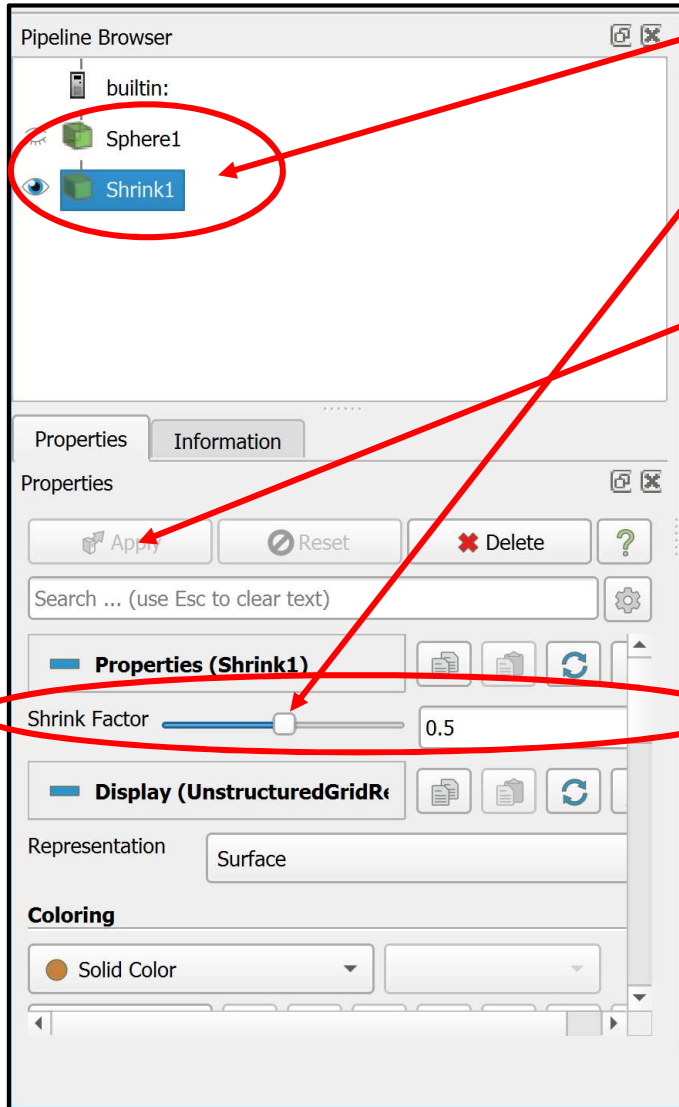 Pipeline Browser
builtin:
Sphere1
Shrink1
Properties Information
Properties
Apply Reset Delete ?
Search ... (use Esc to clear text)
Properties (Shrink1)
Shrink Factor 0.5
Display (UnstructuredGridRe
Representation Surface
Coloring
Solid Color